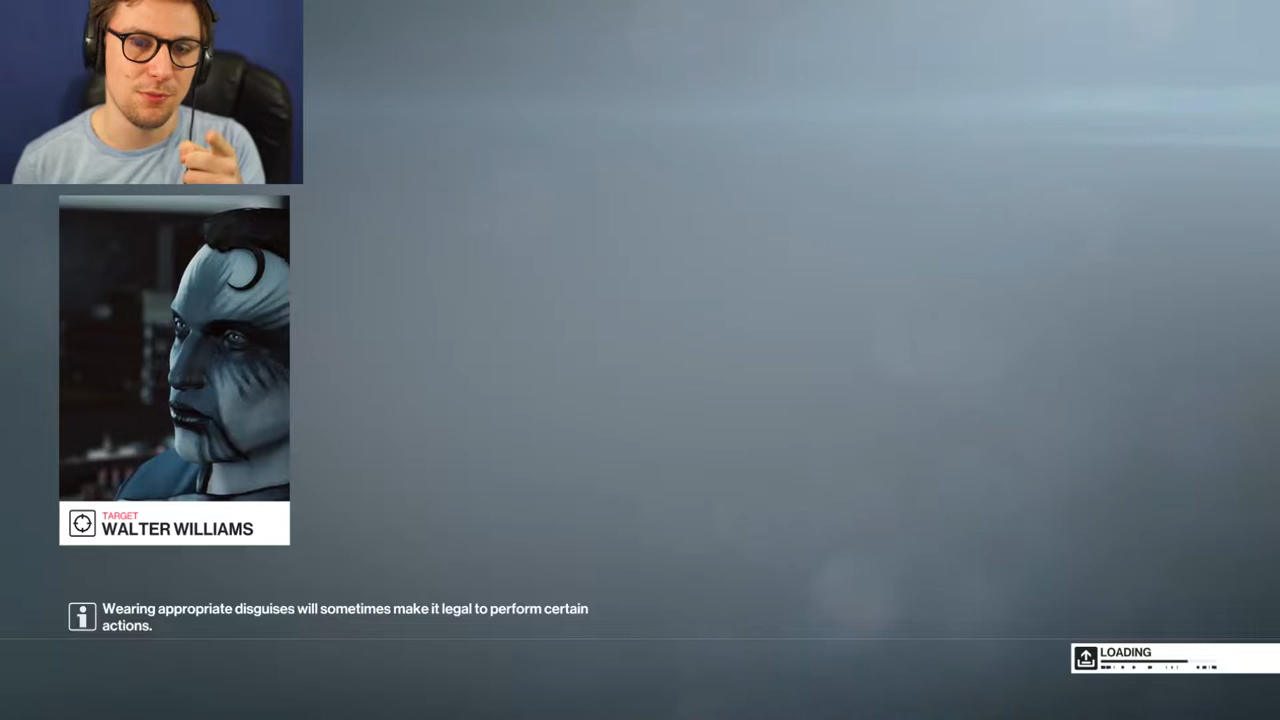 TARGET
WALTER WILLIAMS
Wearing appropriate disguises will sometimes make it legal to perform certain
actions.
LOADING